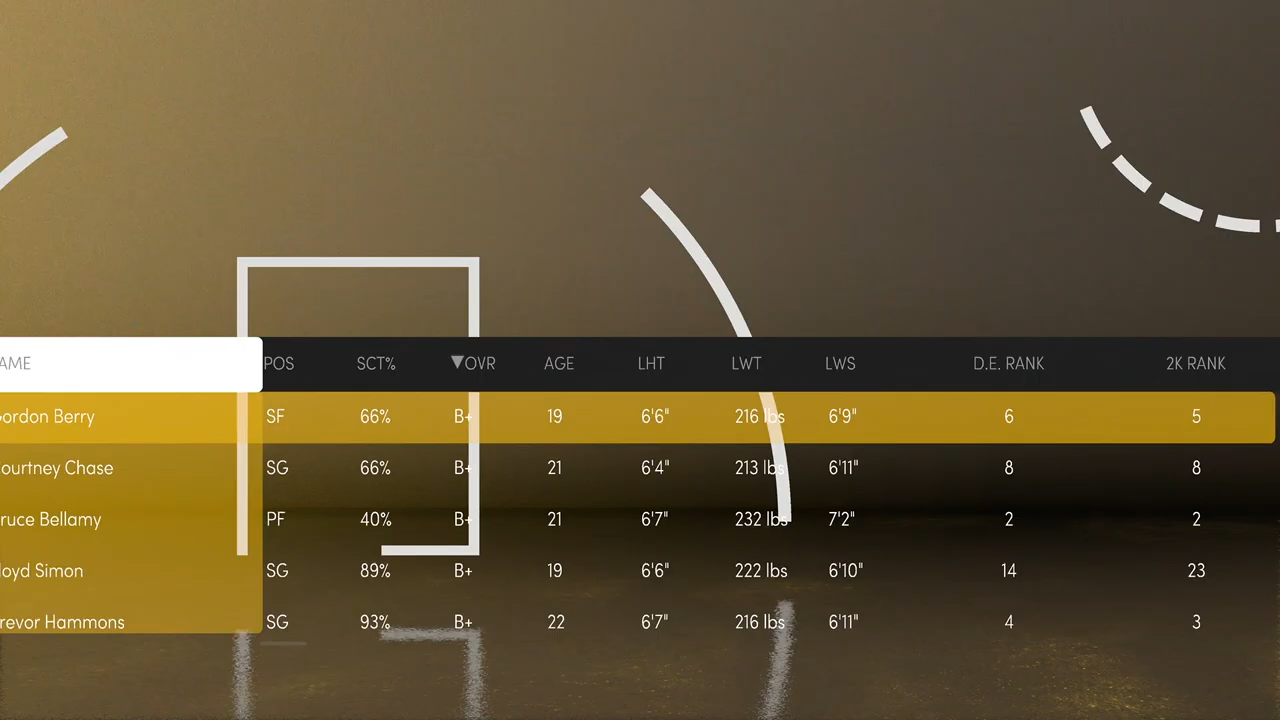 AME POS SCT% ▼OVR AGE LHT LWT LWS D.E. RANK 2K RANK
ordon Berry SF 66% B+ 19 6'6" 216 lbs 6'9" 6 5
ourtney Chase SG 66% B+ 21 6'4" 213 lbs 6'11" 8 8
ruce Bellamy PF 40% B+ 21 6'7" 232 lbs 7'2" 2 2
loyd Simon SG 89% B+ 19 6'6" 222 lbs 6'10" 14 23
revor Hammons SG 93% B+ 22 6'7" 216 lbs 6'11" 4 3